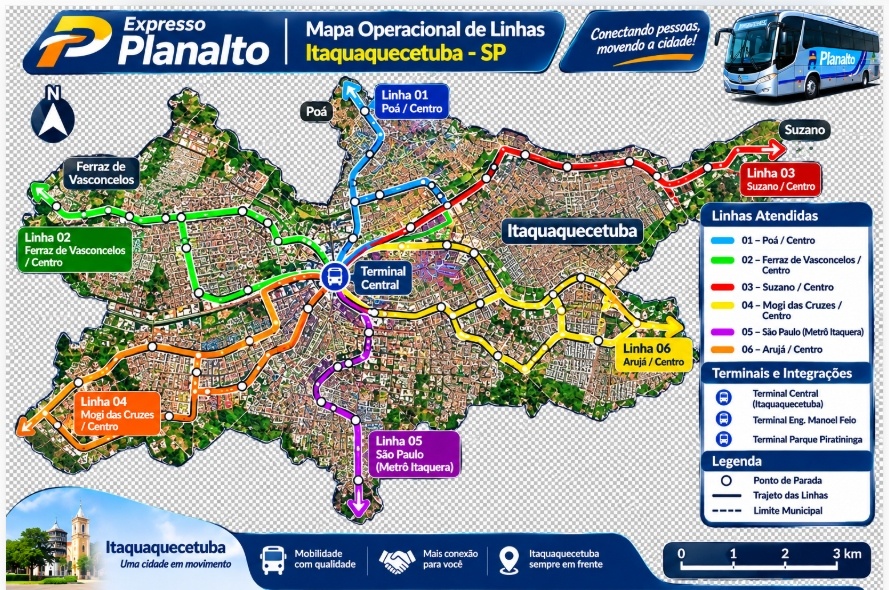 Expresso
Planalto
Mapa Operacional de Linhas
Itaquaquecetuba - SP
Conectando pessoas,
movendo a cidade!
Planalto
N
Poá
Linha 01
Poá / Centro
Suzano
Linha 03
Suzano / Centro
Ferraz de
Vasconcelos
Linha 02
Ferraz de Vasconcelos
/ Centro
Itaquaquecetuba
Terminal
Central
Linha 06
Arujá / Centro
Linha 04
Mogi das Cruzes
/ Centro
Linha 05
São Paulo
(Metrô Itaquera)
Linhas Atendidas
01 – Poá / Centro
02 – Ferraz de Vasconcelos /
Centro
03 – Suzano / Centro
04 – Mogi das Cruzes /
Centro
05 – São Paulo (Metrô Itaquera)
06 – Arujá / Centro
Terminais e Integrações
Terminal Central
(Itaquaquecetuba)
Terminal Eng. Manoel Feio
Terminal Parque Piratininga
Legenda
Ponto de Parada
Trajeto das Linhas
Limite Municipal
Itaquaquecetuba
Uma cidade em movimento
Mobilidade
com qualidade
Mais conexão
para você
Itaquaquecetuba
sempre em frente
0 1 2 3 km